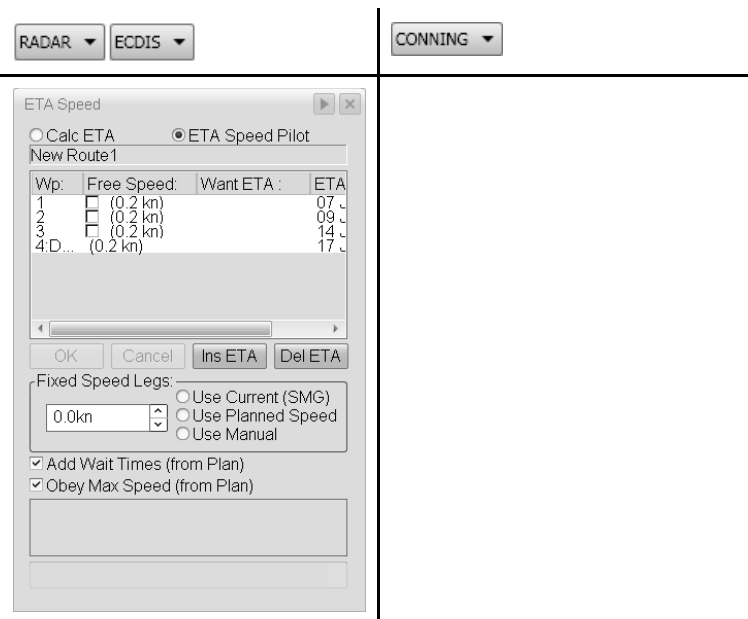 RADAR ECDIS CONNING
ETA Speed
Calc ETA ETA Speed Pilot
New Route1
Wp: Free Speed: Want ETA : ETA
1 (0.2 kn) 07
2 (0.2 kn) 09
3 (0.2 kn) 14
4:D... (0.2 kn) 17
OK Cancel Ins ETA Del ETA
Fixed Speed Legs:
Use Current (SMG)
0.0kn Use Planned Speed
Use Manual
Add Wait Times (from Plan)
Obey Max Speed (from Plan)